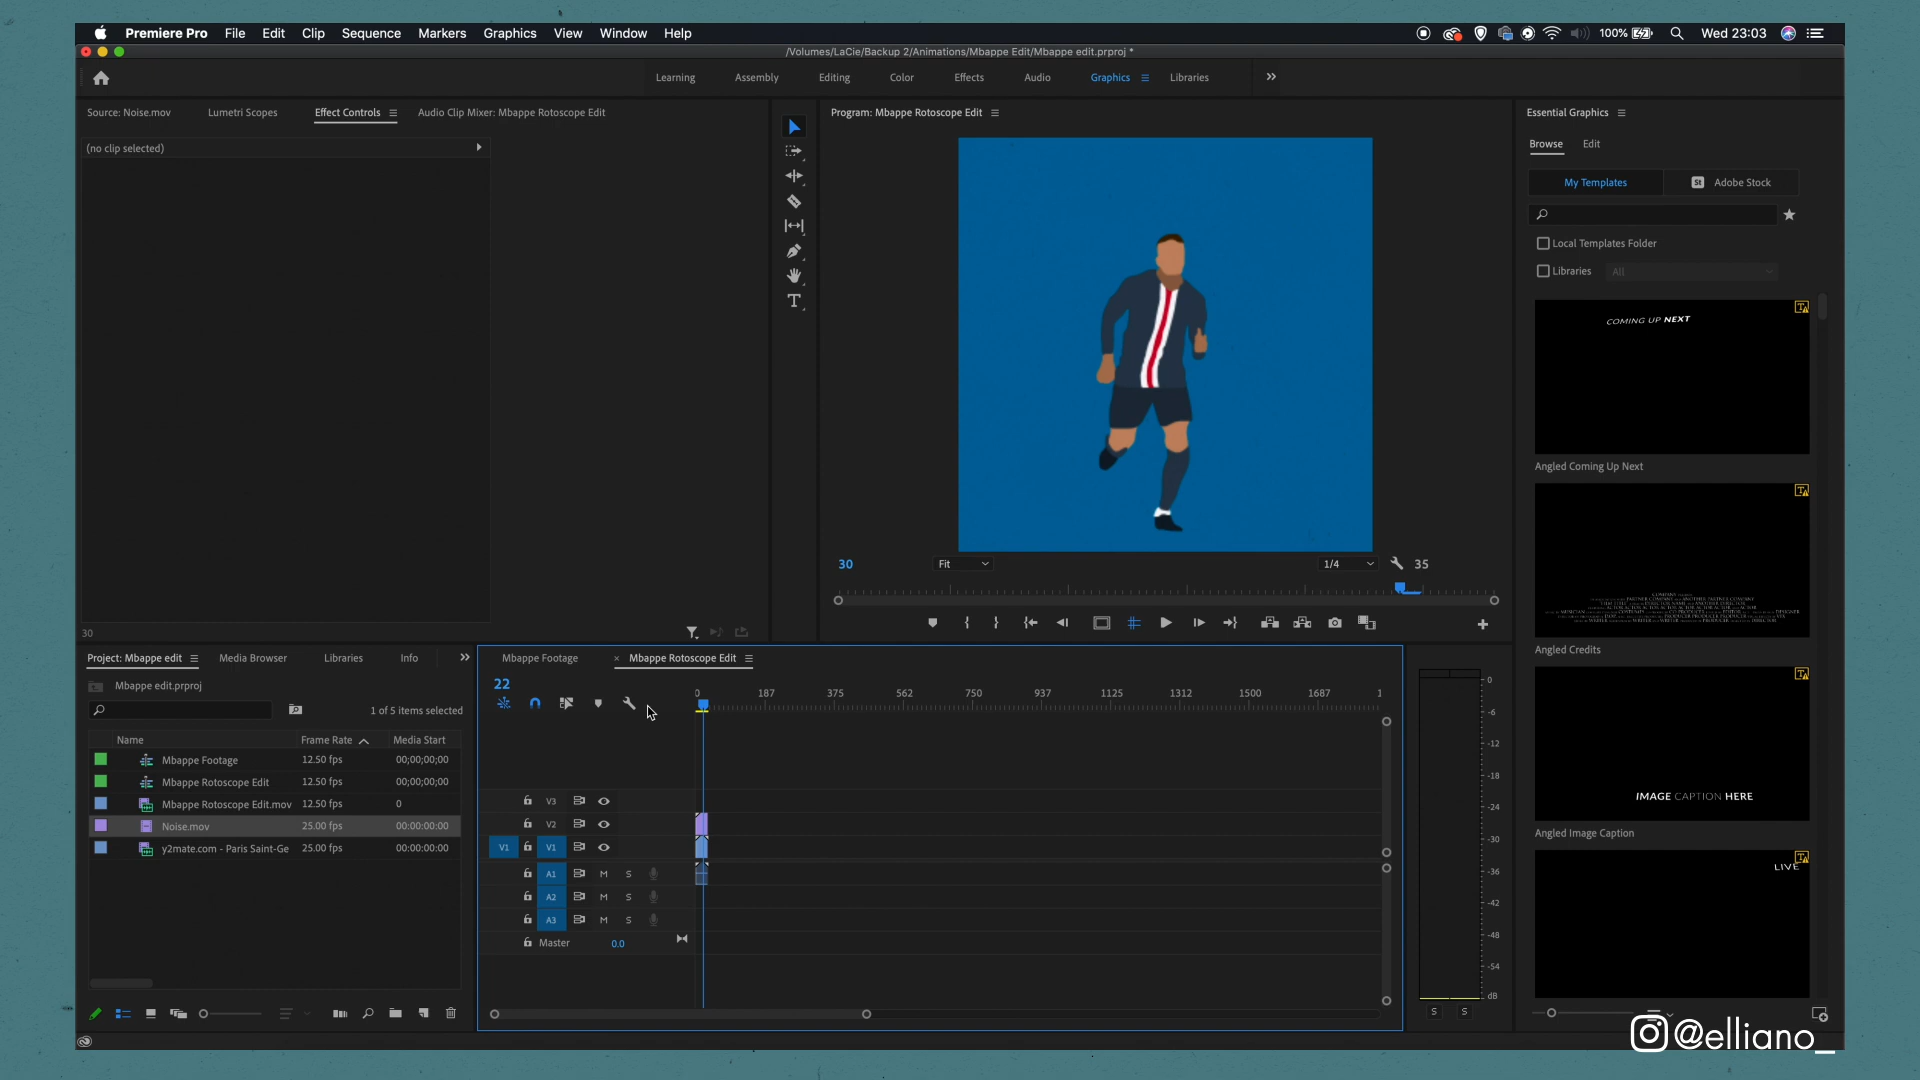 Premiere Pro File Edit Clip Sequence Markers Graphics View Window Help 100% Wed 23:03
/Volumes/LaCie/Backup 2/Animations/Mbappe Edit/Mbappe edit.prproj *
Learning Assembly Editing Color Effects Audio Graphics Libraries
Source: Noise.mov Lumetri Scopes Effect Controls Audio Clip Mixer: Mbappe Rotoscope Edit
(no clip selected)
30
Program: Mbappe Rotoscope Edit
30 Fit 1/4 35
Essential Graphics
Browse Edit
My Templates St Adobe Stock
Local Templates Folder
Libraries All
COMING UP NEXT
Angled Coming Up Next
Angled Credits
IMAGE CAPTION HERE
Angled Image Caption
LIVE
Project: Mbappe edit Media Browser Libraries Info
Mbappe edit.prproj
1 of 5 items selected
Name Frame Rate Media Start
Mbappe Footage 12.50 fps 00;00;00;00
Mbappe Rotoscope Edit 12.50 fps 00;00;00;00
Mbappe Rotoscope Edit.mov 12.50 fps 0
Noise.mov 25.00 fps 00:00:00:00
y2mate.com - Paris Saint-Ge 25.00 fps 00:00:00:00
Mbappe Footage × Mbappe Rotoscope Edit
22
0 187 375 562 750 937 1125 1312 1500 1687 1
V3
V2
V1 V1
A1 M S
A2 M S
A3 M S
Master 0.0
0
-6
-12
-18
-24
-30
-36
-42
-48
-54
dB
S S
@elliano_